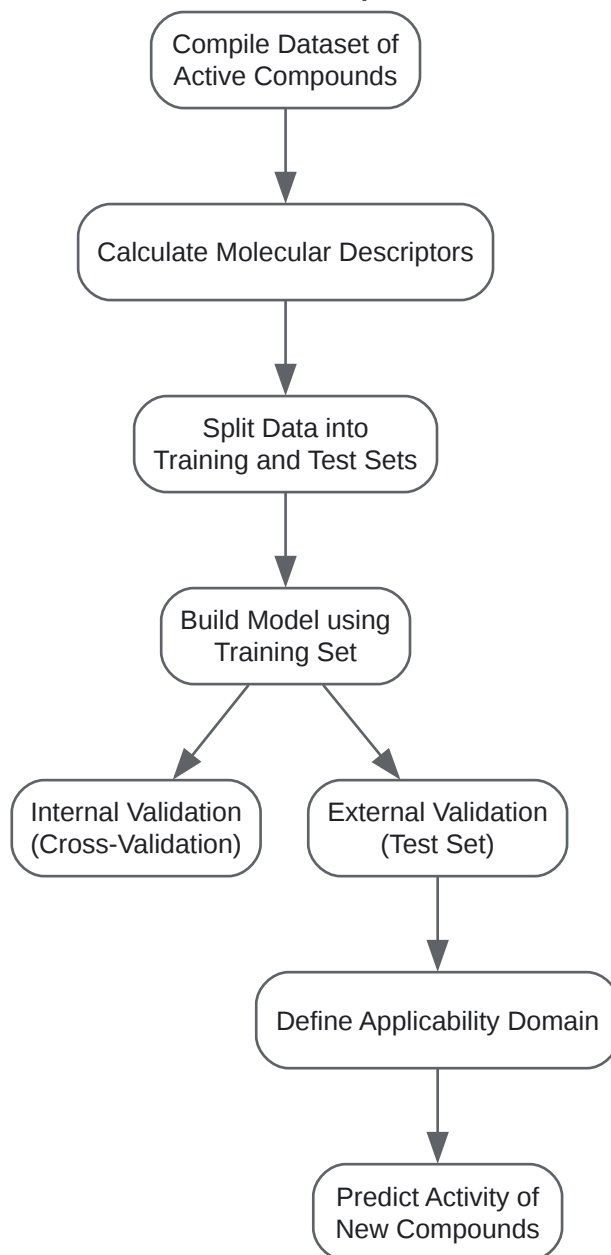 Compile Dataset of
Active Compounds
Calculate Molecular Descriptors
Split Data into
Training and Test Sets
Build Model using
Training Set
Internal Validation
(Cross-Validation)
External Validation
(Test Set)
Define Applicability Domain
Predict Activity of
New Compounds